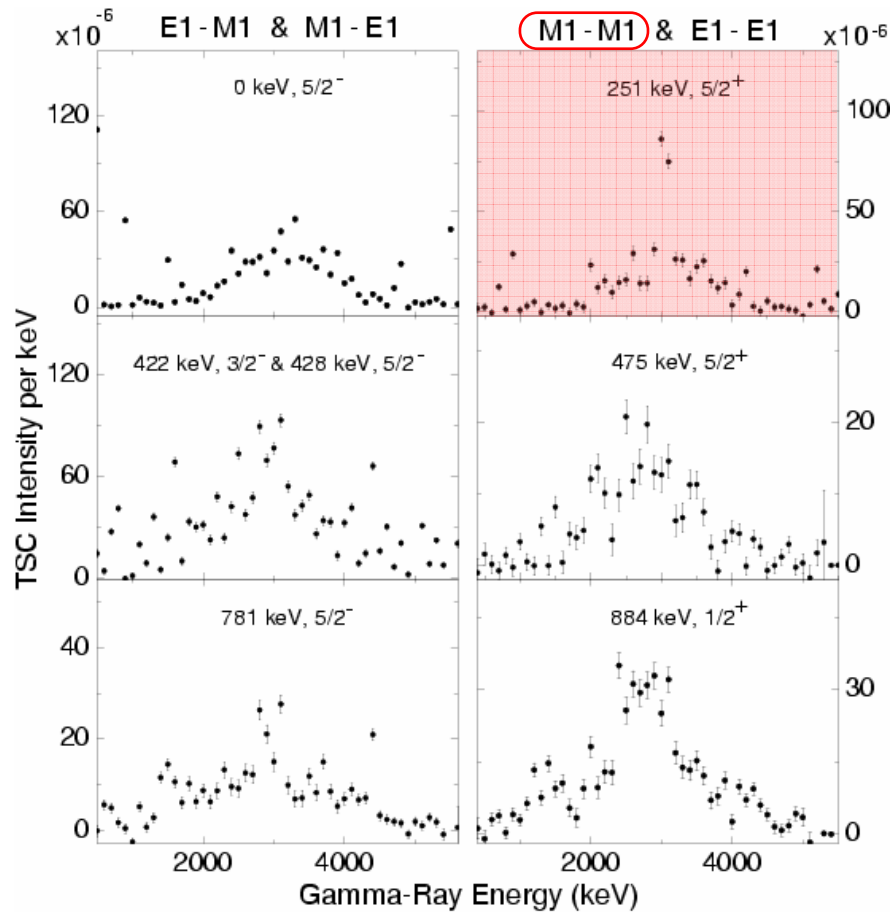 E1 - M1 & M1 - E1
M1 - M1 & E1 - E1
x10⁻⁶
x10⁻⁶
0 keV, 5/2⁻
120
60
0
251 keV, 5/2⁺
100
50
0
422 keV, 3/2⁻ & 428 keV, 5/2⁻
120
60
0
475 keV, 5/2⁺
20
0
781 keV, 5/2⁻
40
20
0
884 keV, 1/2⁺
30
0
TSC Intensity per keV
2000
4000
2000
4000
Gamma-Ray Energy (keV)